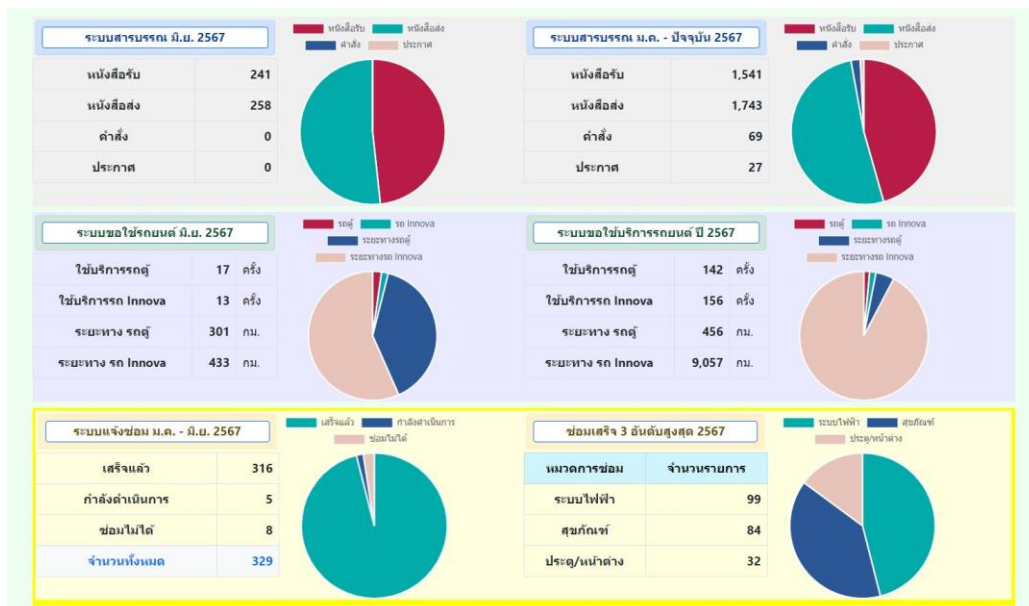 ระบบสารบรรณ มิ.ย. 2567
หนังสือรับ หนังสือส่ง
คำสั่ง ประกาศ
หนังสือรับ 241
หนังสือส่ง 258
คำสั่ง 0
ประกาศ 0
ระบบสารบรรณ ม.ค. - ปัจจุบัน 2567
หนังสือรับ หนังสือส่ง
คำสั่ง ประกาศ
หนังสือรับ 1,541
หนังสือส่ง 1,743
คำสั่ง 69
ประกาศ 27
ระบบขอใช้รถยนต์ มิ.ย. 2567
รถตู้ รถ Innova
ระยะทางรถตู้
ระยะทางรถ Innova
ใช้บริการรถตู้ 17 ครั้ง
ใช้บริการรถ Innova 13 ครั้ง
ระยะทาง รถตู้ 301 กม.
ระยะทาง รถ Innova 433 กม.
ระบบขอใช้บริการรถยนต์ ปี 2567
รถตู้ รถ Innova
ระยะทางรถตู้
ระยะทางรถ Innova
ใช้บริการรถตู้ 142 ครั้ง
ใช้บริการรถ Innova 156 ครั้ง
ระยะทาง รถตู้ 456 กม.
ระยะทาง รถ Innova 9,057 กม.
ระบบแจ้งซ่อม ม.ค. - มิ.ย. 2567
เสร็จแล้ว กำลังดำเนินการ
ซ่อมไม่ได้
เสร็จแล้ว 316
กำลังดำเนินการ 5
ซ่อมไม่ได้ 8
จำนวนทั้งหมด 329
ซ่อมเสร็จ 3 อันดับสูงสุด 2567
ระบบไฟฟ้า สุขภัณฑ์
ประตู/หน้าต่าง
หมวดการซ่อม จำนวนรายการ
ระบบไฟฟ้า 99
สุขภัณฑ์ 84
ประตู/หน้าต่าง 32